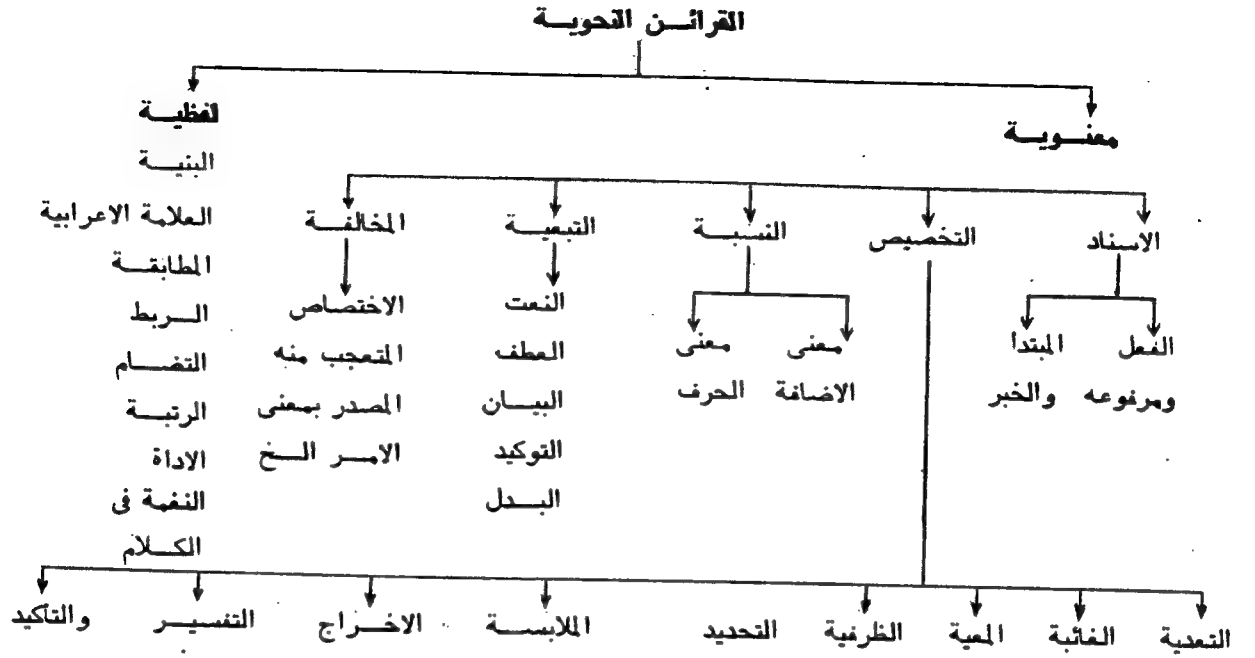 القرائن النحوية
معنوية
لفظية
البنية
العلامة الاعرابية
المطابقة
الربط
التضام
الرتبة
الاداة
النغمة فى
الكلام
الاسناد
التخصيص
النسبة
التبعية
المخالفة
الفعل
ومرفوعه
المبتدا
والخبر
معنى
الاضافة
معنى
الحرف
النعت
العطف
البيان
التوكيد
البدل
الاختصاص
المتعجب منه
المصدر بمعنى
الامر الخ
التعدية
الغائبة
المعية
الظرفية
التحديد
الملابسة
الاخراج
التفسير
والتأكيد